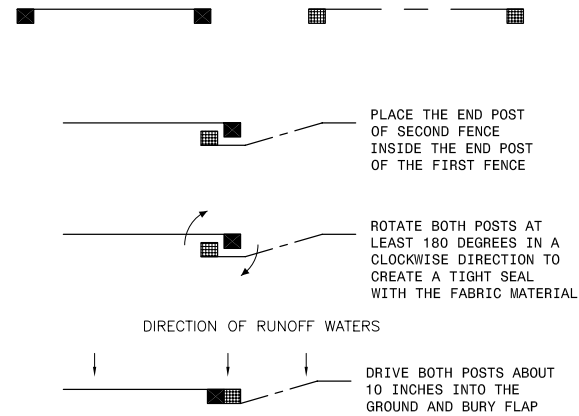 PLACE THE END POST
OF SECOND FENCE
INSIDE THE END POST
OF THE FIRST FENCE
ROTATE BOTH POSTS AT
LEAST 180 DEGREES IN A
CLOCKWISE DIRECTION TO
CREATE A TIGHT SEAL
WITH THE FABRIC MATERIAL
DIRECTION OF RUNOFF WATERS
DRIVE BOTH POSTS ABOUT
10 INCHES INTO THE
GROUND AND BURY FLAP